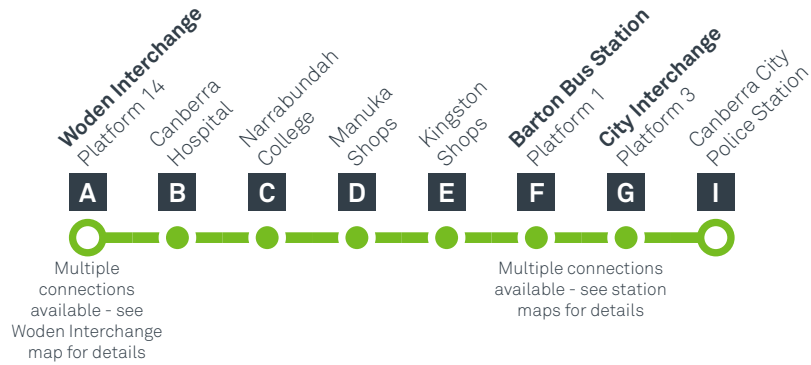 Woden Interchange
Platform 14
Canberra
Hospital
Narrabundah
College
Manuka
Shops
Kingston
Shops
Barton Bus Station
Platform 1
City Interchange
Platform 3
Canberra City
Police Station
A
B
C
D
E
F
G
I
Multiple
connections
available - see
Woden Interchange
map for details
Multiple connections
available - see station
maps for details